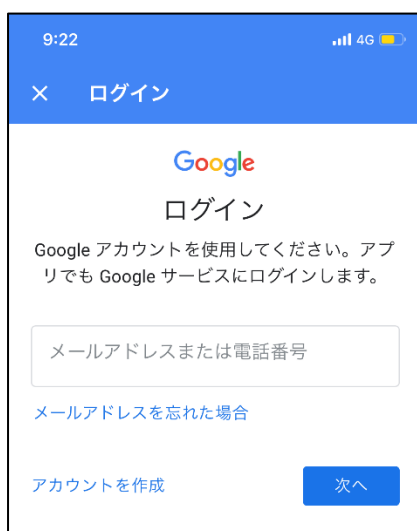 9:22 4G
× ログイン
Google
ログイン
Google アカウントを使用してください。アプ
リでも Google サービスにログインします。
メールアドレスまたは電話番号
メールアドレスを忘れた場合
アカウントを作成 次へ